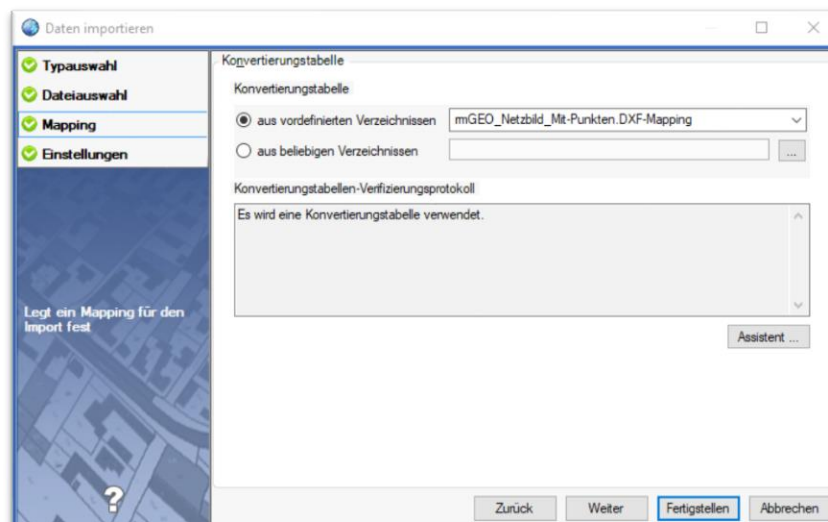 Daten importieren
Typauswahl
Dateiauswahl
Mapping
Einstellungen
Legt ein Mapping für den
Import fest
?
Konvertierungstabelle
Konvertierungstabelle
aus vordefinierten Verzeichnissen
rmGEO_Netzbild_Mit-Punkten.DXF-Mapping
aus beliebigen Verzeichnissen
...
Konvertierungstabellen-Verifizierungsprotokoll
Es wird eine Konvertierungstabelle verwendet.
Assistent ...
Zurück
Weiter
Fertigstellen
Abbrechen